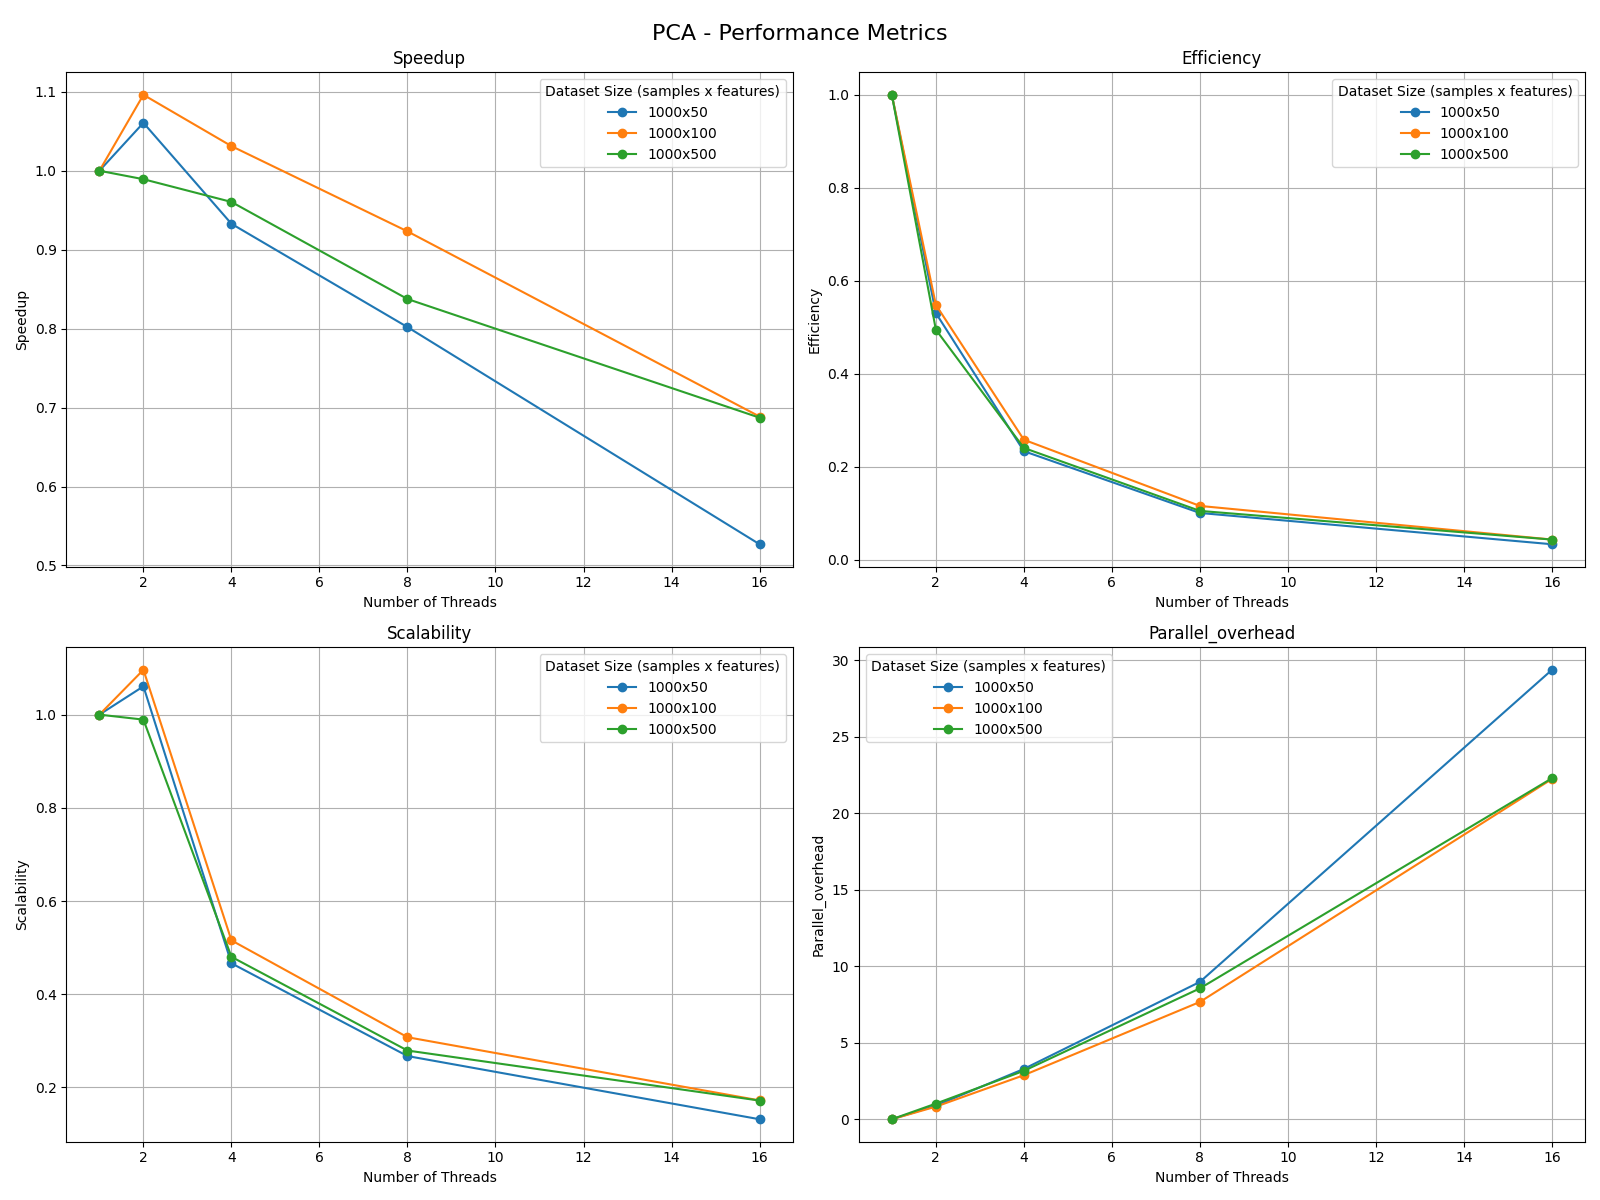 PCA - Performance Metrics
Speedup
Speedup
1.1
1.0
0.9
0.8
0.7
0.6
0.5
2 4 6 8 10 12 14 16
Number of Threads
Dataset Size (samples x features)
1000x50
1000x100
1000x500
Efficiency
Efficiency
1.0
0.8
0.6
0.4
0.2
0.0
2 4 6 8 10 12 14 16
Number of Threads
Dataset Size (samples x features)
1000x50
1000x100
1000x500
Scalability
Scalability
1.0
0.8
0.6
0.4
0.2
2 4 6 8 10 12 14 16
Number of Threads
Dataset Size (samples x features)
1000x50
1000x100
1000x500
Parallel_overhead
Parallel_overhead
30
25
20
15
10
5
0
2 4 6 8 10 12 14 16
Number of Threads
Dataset Size (samples x features)
1000x50
1000x100
1000x500